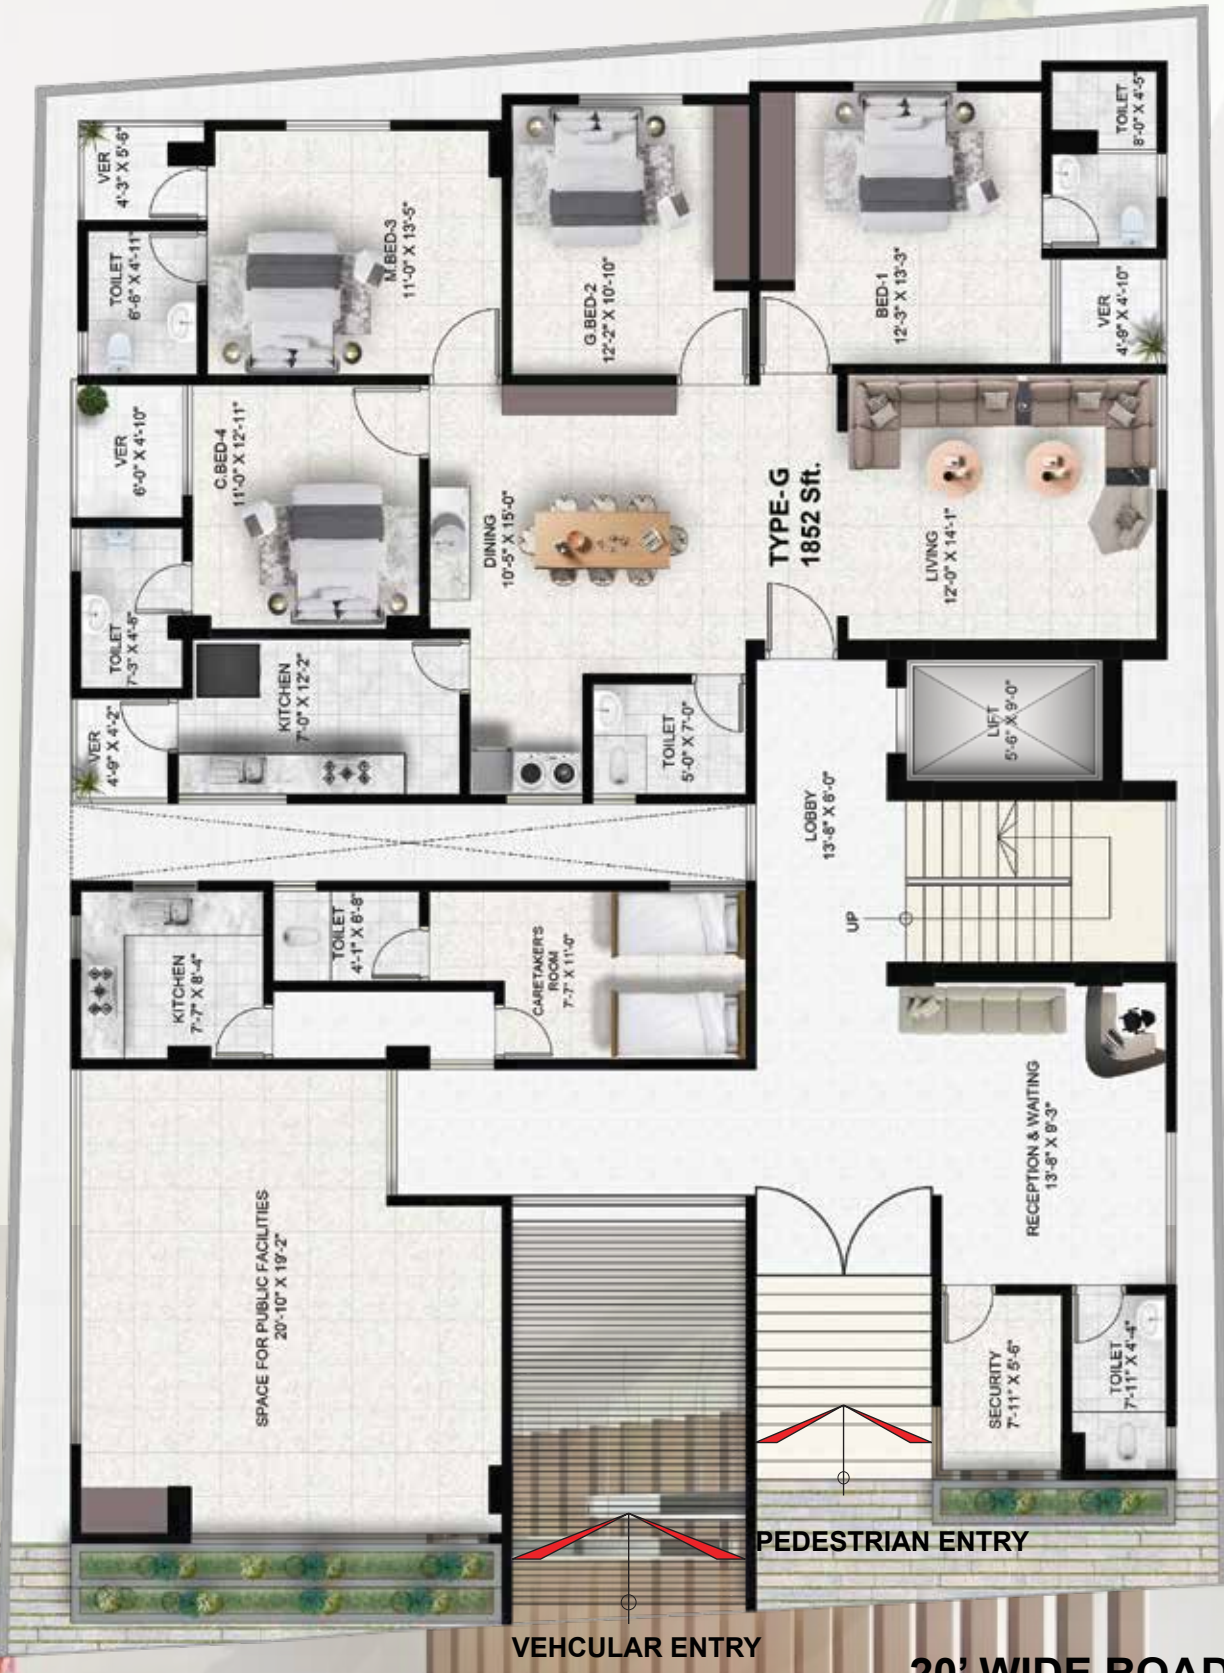 TOILET
8'-0" X 4'-5"
VER
4'-3" X 5'-6"
M.BED-3
11'-0" X 13'-5"
TOILET
6'-6" X 4'-11"
G.BED-2
12'-2" X 10'-10"
BED-1
12'-3" X 13'-3"
VER
4'-9" X 4'-10"
VER
6'-0" X 4'-10"
C.BED-4
11'-0" X 12'-11"
DINING
10'-5" X 15'-0"
TYPE-G
1852 Sft.
LIVING
12'-0" X 14'-1"
TOILET
7'-3" X 4'-8"
KITCHEN
7'-0" X 12'-2"
VER
4'-9" X 4'-2"
TOILET
5'-0" X 7'-0"
LIFT
5'-6" X 9'-0"
LOBBY
13'-8" X 6'-0"
UP
KITCHEN
7'-7" X 8'-4"
TOILET
4'-1" X 6'-8"
CARETAKER'S
ROOM
7'-7" X 11'-0"
RECEPTION & WAITING
13'-8" X 9'-3"
SPACE FOR PUBLIC FACILITIES
20'-10" X 19'-2"
SECURITY
7'-11" X 5'-6"
TOILET
7'-11" X 4'-4"
PEDESTRIAN ENTRY
VEHCULAR ENTRY
20' WIDE ROAD